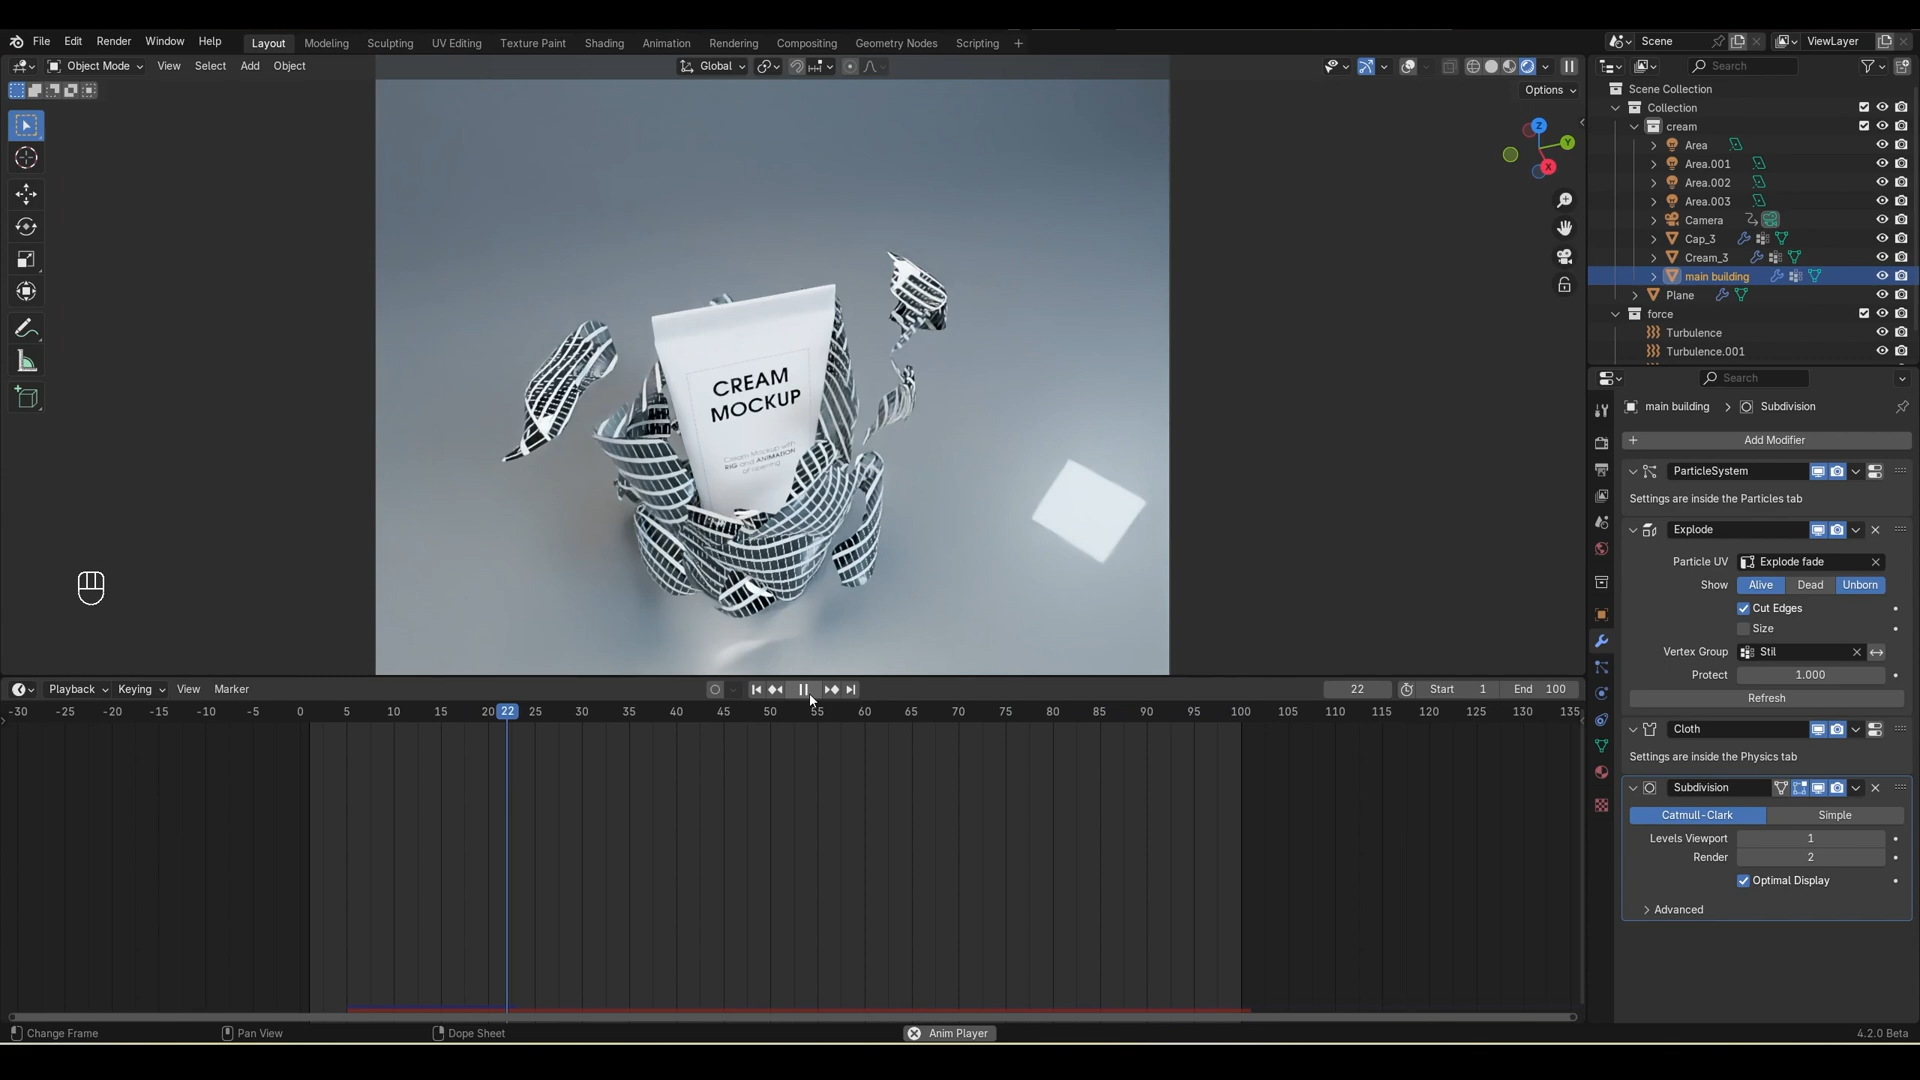 File Edit Render Window Help Layout Modeling Sculpting UV Editing Texture Paint Shading Animation Rendering Compositing Geometry Nodes Scripting + Scene ViewLayer
Object Mode View Select Add Object Global Search
Options
Scene Collection
Collection
cream
Area
Area.001
Area.002
Area.003
Camera
Cap_3
Cream_3
main building
Plane
force
Turbulence
Turbulence.001
Z
Y
X
CREAM
MOCKUP
Cream Mockup with
RIG and ANIMATION
of opening
Search
main building > Subdivision
+ Add Modifier
ParticleSystem
Settings are inside the Particles tab
Explode
Particle UV Explode fade
Show Alive Dead Unborn
Cut Edges
Size
Vertex Group Stil
Protect 1.000
Refresh
Cloth
Settings are inside the Physics tab
Subdivision
Catmull-Clark Simple
Levels Viewport 1
Render 2
Optimal Display
Advanced
Playback Keying View Marker 22 Start 1 End 100
-30 -25 -20 -15 -10 -5 0 5 10 15 20 22 25 30 35 40 45 50 55 60 65 70 75 80 85 90 95 100 105 110 115 120 125 130 135
Change Frame Pan View Dope Sheet Anim Player 4.2.0 Beta